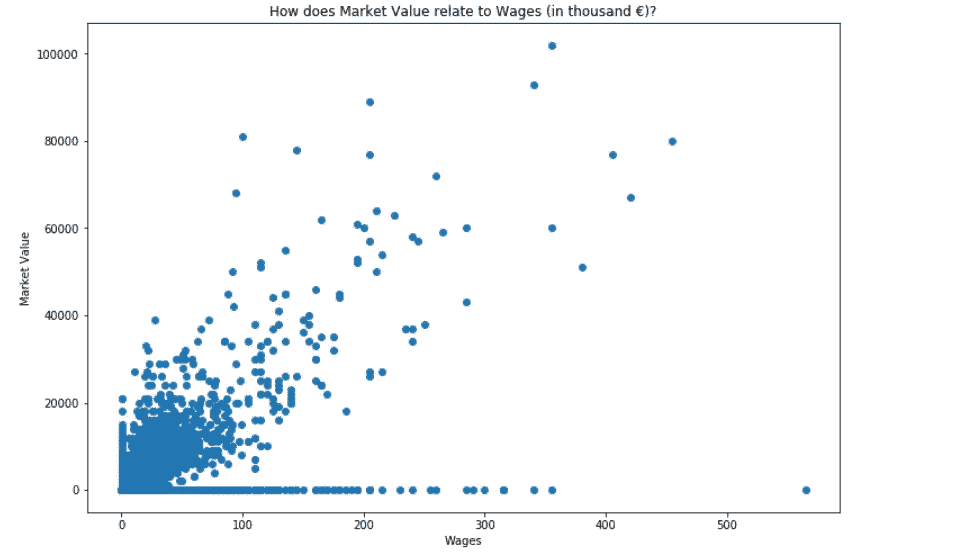 How does Market Value relate to Wages (in thousand €)?
100000
80000
60000
40000
20000
0
Market Value
0 100 200 300 400 500
Wages